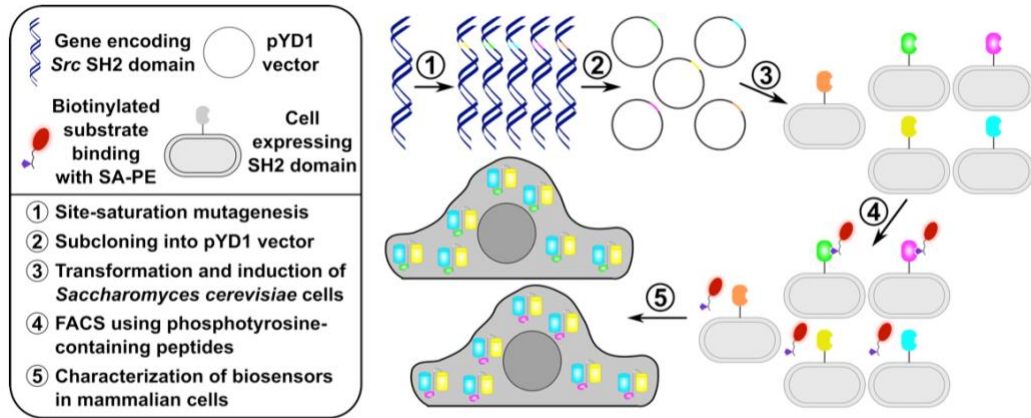 Gene encoding
Src SH2 domain
pYD1
vector
Biotinylated
substrate
binding
with SA-PE
Cell
expressing
SH2 domain
1 Site-saturation mutagenesis
2 Subcloning into pYD1 vector
3 Transformation and induction of
Saccharomyces cerevisiae cells
4 FACS using phosphotyrosine-
containing peptides
5 Characterization of biosensors
in mammalian cells
1
2
3
4
5